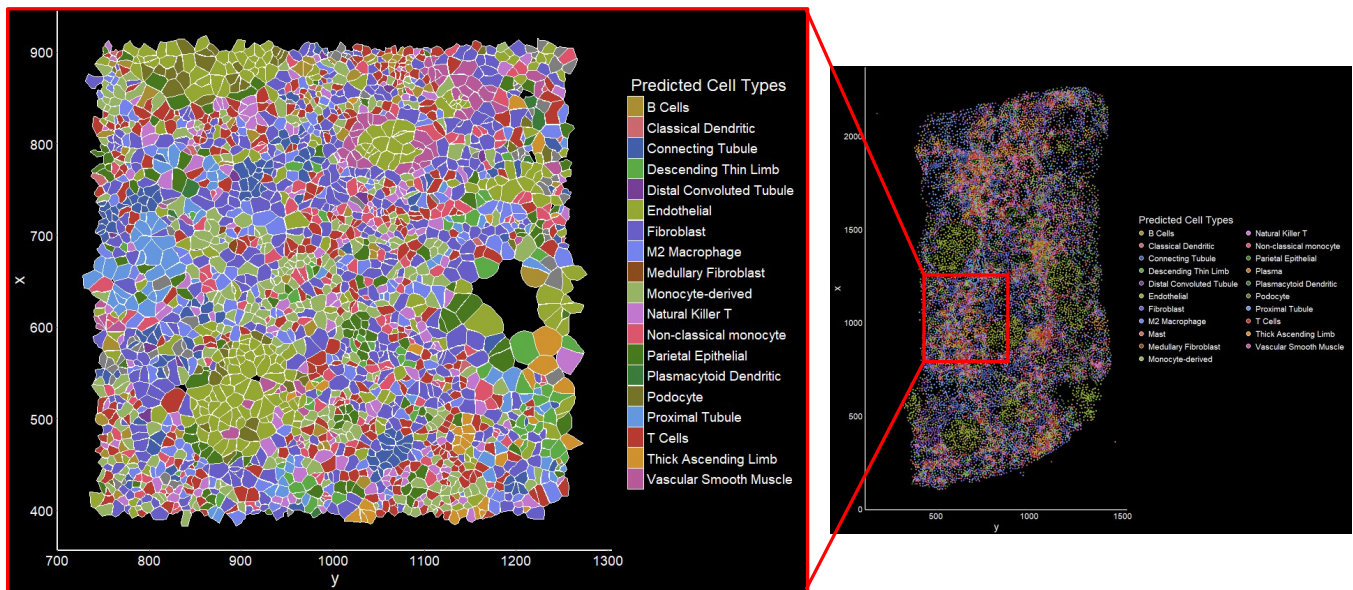 900
800
700
600
500
400
x
700 800 900 1000 1100 1200 1300
y
Predicted Cell Types
B Cells
Classical Dendritic
Connecting Tubule
Descending Thin Limb
Distal Convoluted Tubule
Endothelial
Fibroblast
M2 Macrophage
Medullary Fibroblast
Monocyte-derived
Natural Killer T
Non-classical monocyte
Parietal Epithelial
Plasmacytoid Dendritic
Podocyte
Proximal Tubule
T Cells
Thick Ascending Limb
Vascular Smooth Muscle
2000
1500
1000
500
0
x
500 1000 1500
y
Predicted Cell Types
B Cells Natural Killer T
Classical Dendritic Non-classical monocyte
Connecting Tubule Parietal Epithelial
Descending Thin Limb Plasma
Distal Convoluted Tubule Plasmacytoid Dendritic
Endothelial Podocyte
Fibroblast Proximal Tubule
M2 Macrophage T Cells
Mast Thick Ascending Limb
Medullary Fibroblast Vascular Smooth Muscle
Monocyte-derived